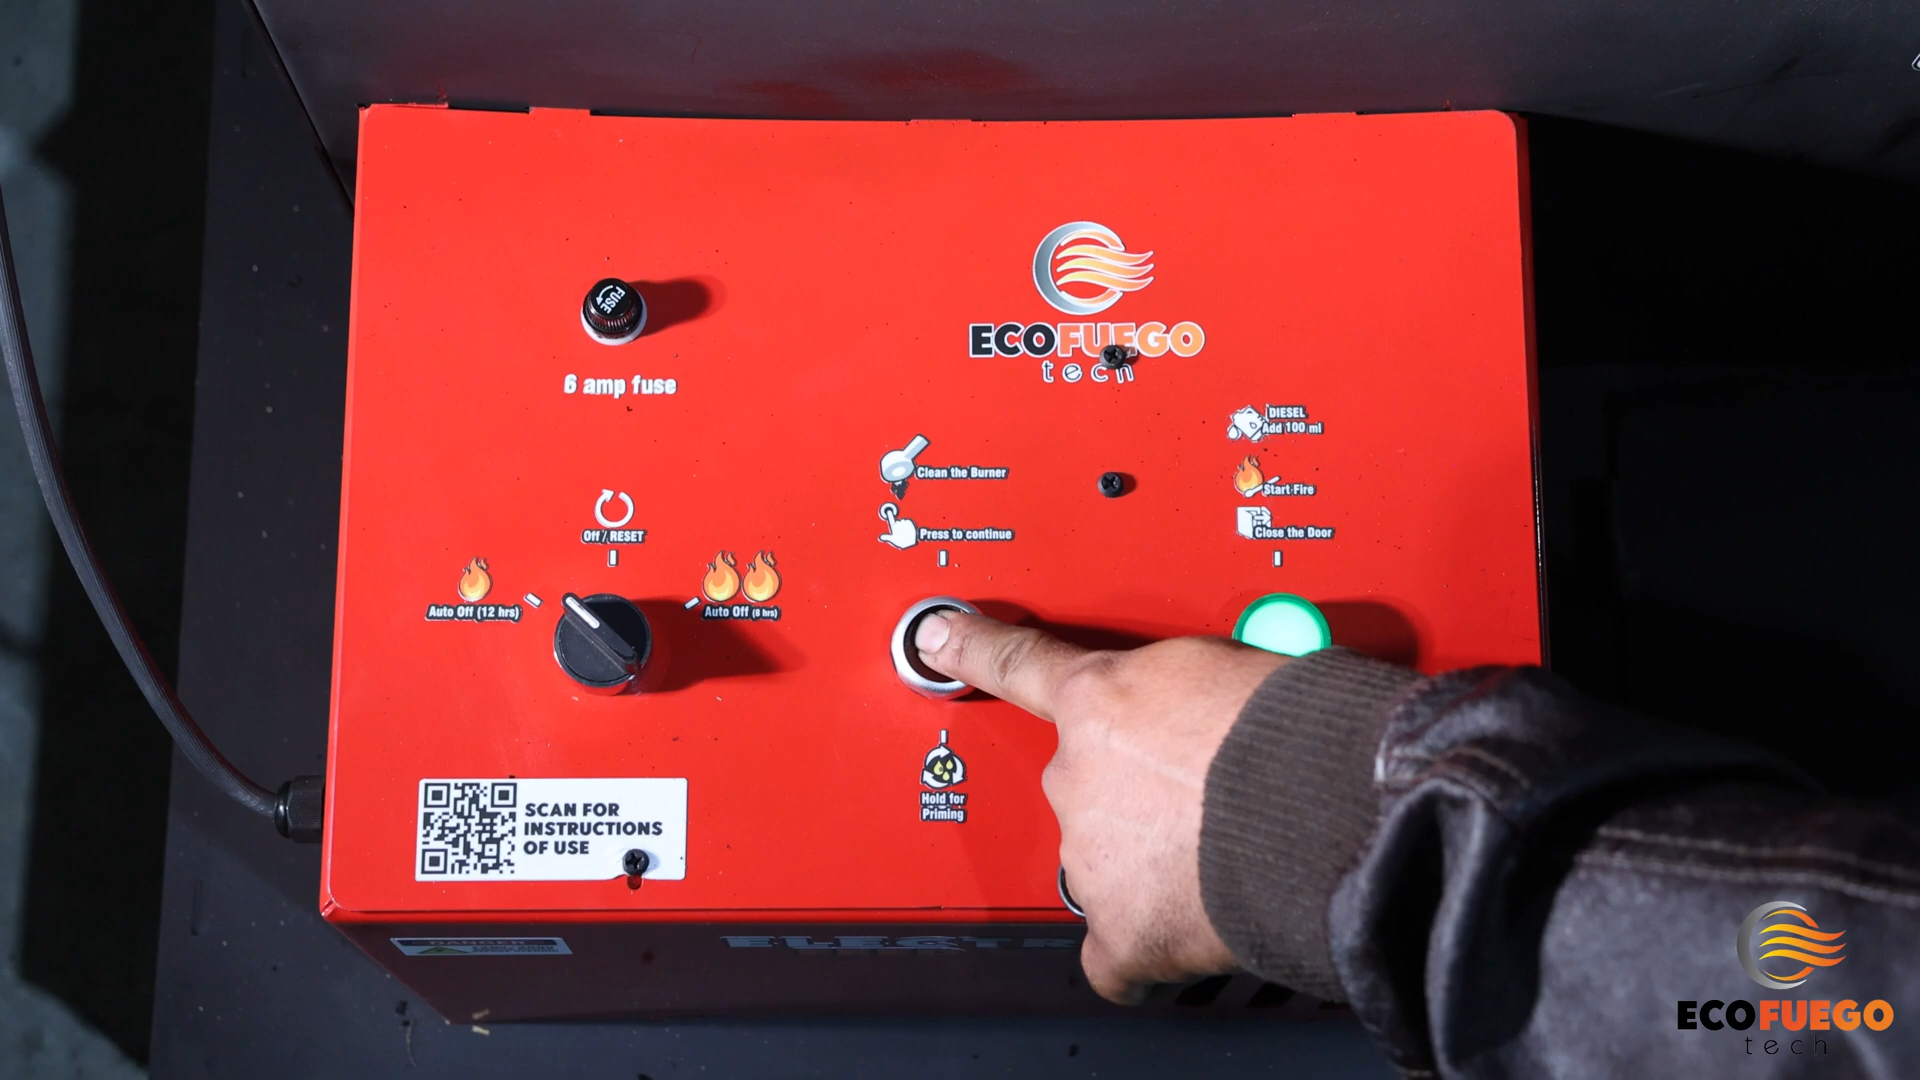 FUSE
6 amp fuse
ECOFUEGO
tech
DIESEL
Add 100 ml
Clean the Burner
Start Fire
Off / RESET
Press to continue
Close the Door
Auto Off (12 hrs)
Auto Off (8 hrs)
Hold for
Priming
SCAN FOR
INSTRUCTIONS
OF USE
DANGER
ELECTR
ECOFUEGO
tech